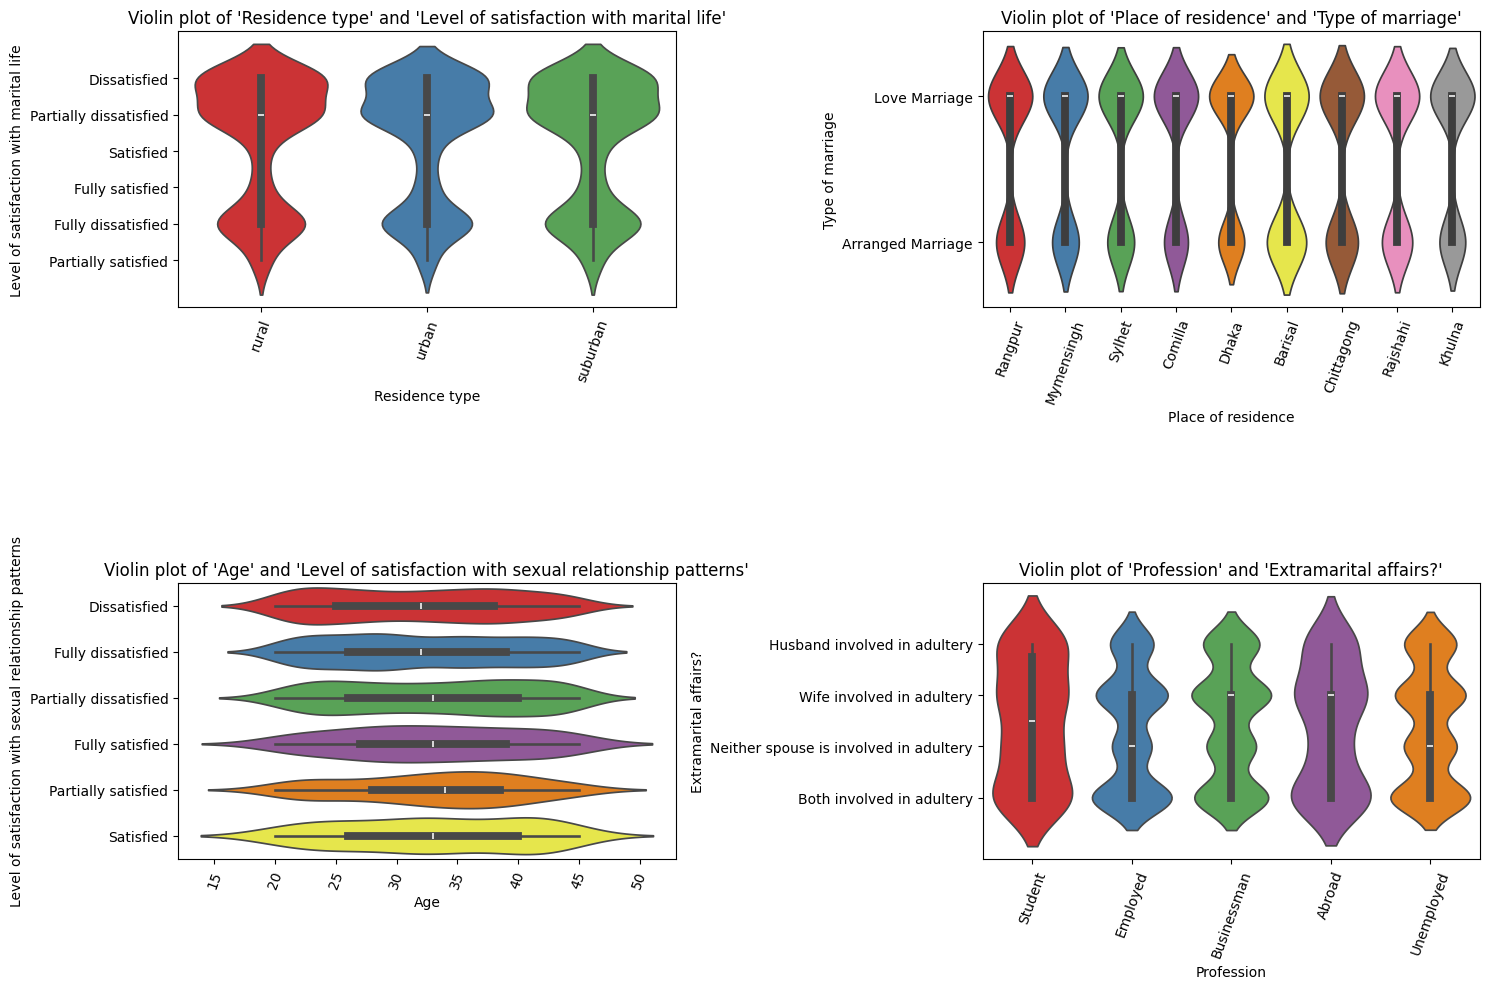 Violin plot of 'Residence type' and 'Level of satisfaction with marital life'
Level of satisfaction with marital life
Dissatisfied
Partially dissatisfied
Satisfied
Fully satisfied
Fully dissatisfied
Partially satisfied
rural
urban
suburban
Residence type
Violin plot of 'Place of residence' and 'Type of marriage'
Type of marriage
Love Marriage
Arranged Marriage
Rangpur
Mymensingh
Sylhet
Comilla
Dhaka
Barisal
Chittagong
Rajshahi
Khulna
Place of residence
Violin plot of 'Age' and 'Level of satisfaction with sexual relationship patterns'
Level of satisfaction with sexual relationship patterns
Dissatisfied
Fully dissatisfied
Partially dissatisfied
Fully satisfied
Partially satisfied
Satisfied
15
20
25
30
35
40
45
50
Age
Violin plot of 'Profession' and 'Extramarital affairs?'
Extramarital affairs?
Husband involved in adultery
Wife involved in adultery
Neither spouse is involved in adultery
Both involved in adultery
Student
Employed
Businessman
Abroad
Unemployed
Profession